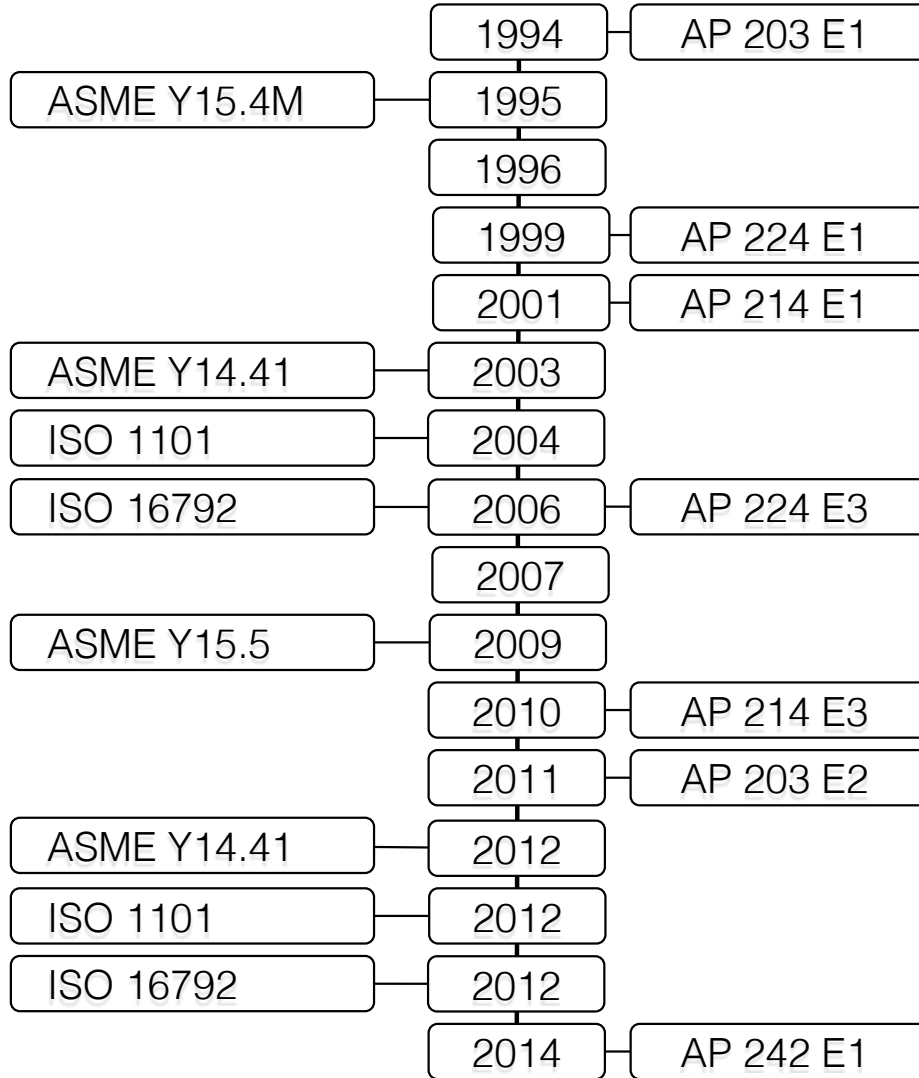 1994 AP 203 E1
ASME Y15.4M 1995
1996
1999 AP 224 E1
2001 AP 214 E1
ASME Y14.41 2003
ISO 1101 2004
ISO 16792 2006 AP 224 E3
2007
ASME Y15.5 2009
2010 AP 214 E3
2011 AP 203 E2
ASME Y14.41 2012
ISO 1101 2012
ISO 16792 2012
2014 AP 242 E1